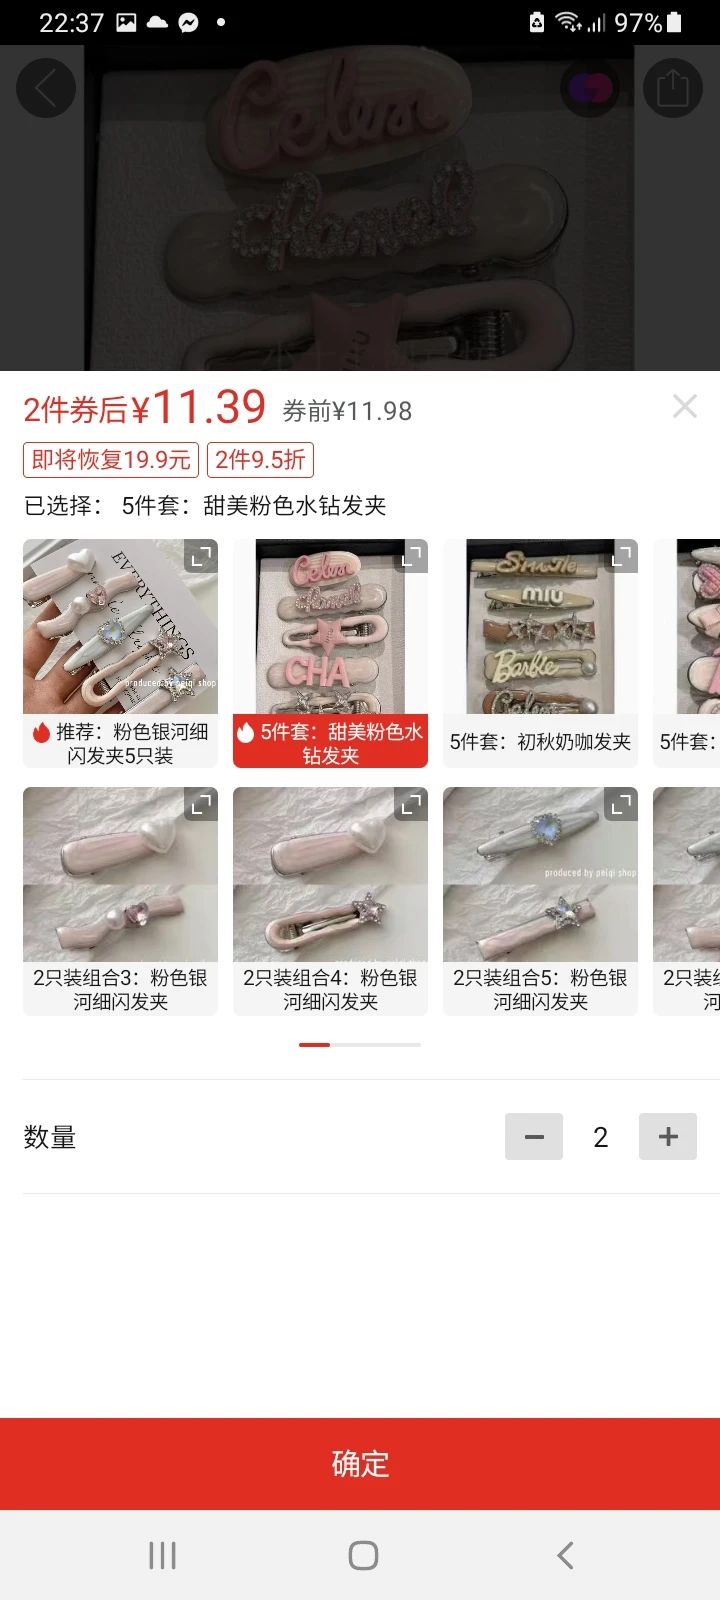 22:37
97%
Celem
chanel
2件券后¥11.39 券前¥11.98
即将恢复19.9元 2件9.5折
已选择： 5件套：甜美粉色水钻发夹
EVERYTHINGS
produced by peiqi shop
Celem
chanel
CHA
miu
Barbie
推荐：粉色银河细
闪发夹5只装
5件套：甜美粉色水
钻发夹
5件套：初秋奶咖发夹
5件套：
produced by peiqi shop
2只装组合3：粉色银
河细闪发夹
2只装组合4：粉色银
河细闪发夹
2只装组合5：粉色银
河细闪发夹
2只装组
河
数量
2
确定